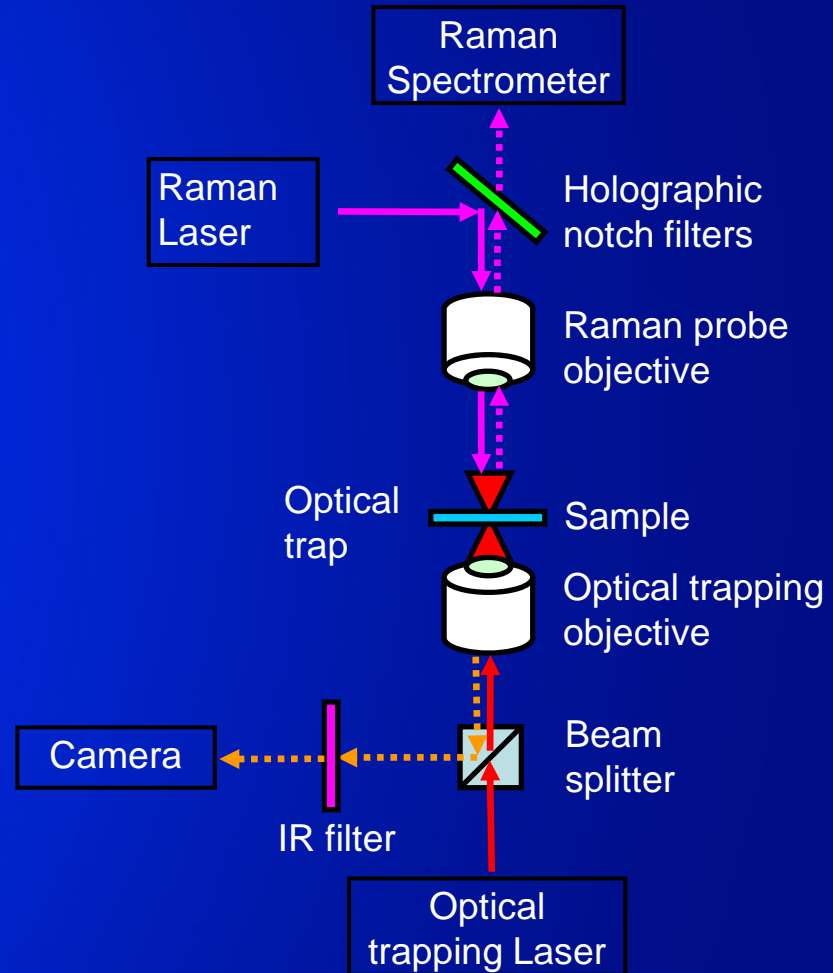 Raman
Spectrometer
Raman
Laser
Holographic
notch filters
Raman probe
objective
Optical
trap
Sample
Optical trapping
objective
Camera
Beam
splitter
IR filter
Optical
trapping Laser